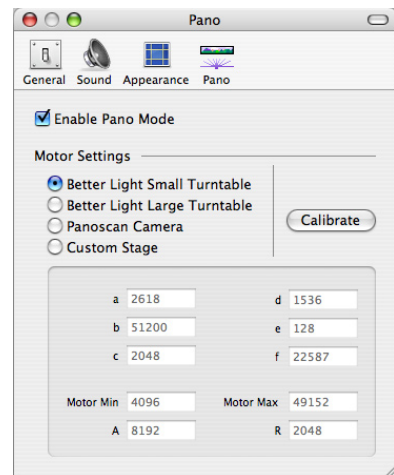 Pano
General Sound Appearance Pano
Enable Pano Mode
Motor Settings
Better Light Small Turntable
Better Light Large Turntable
Panoscan Camera
Custom Stage
Calibrate
a 2618 d 1536
b 51200 e 128
c 2048 f 22587
Motor Min 4096 Motor Max 49152
A 8192 R 2048